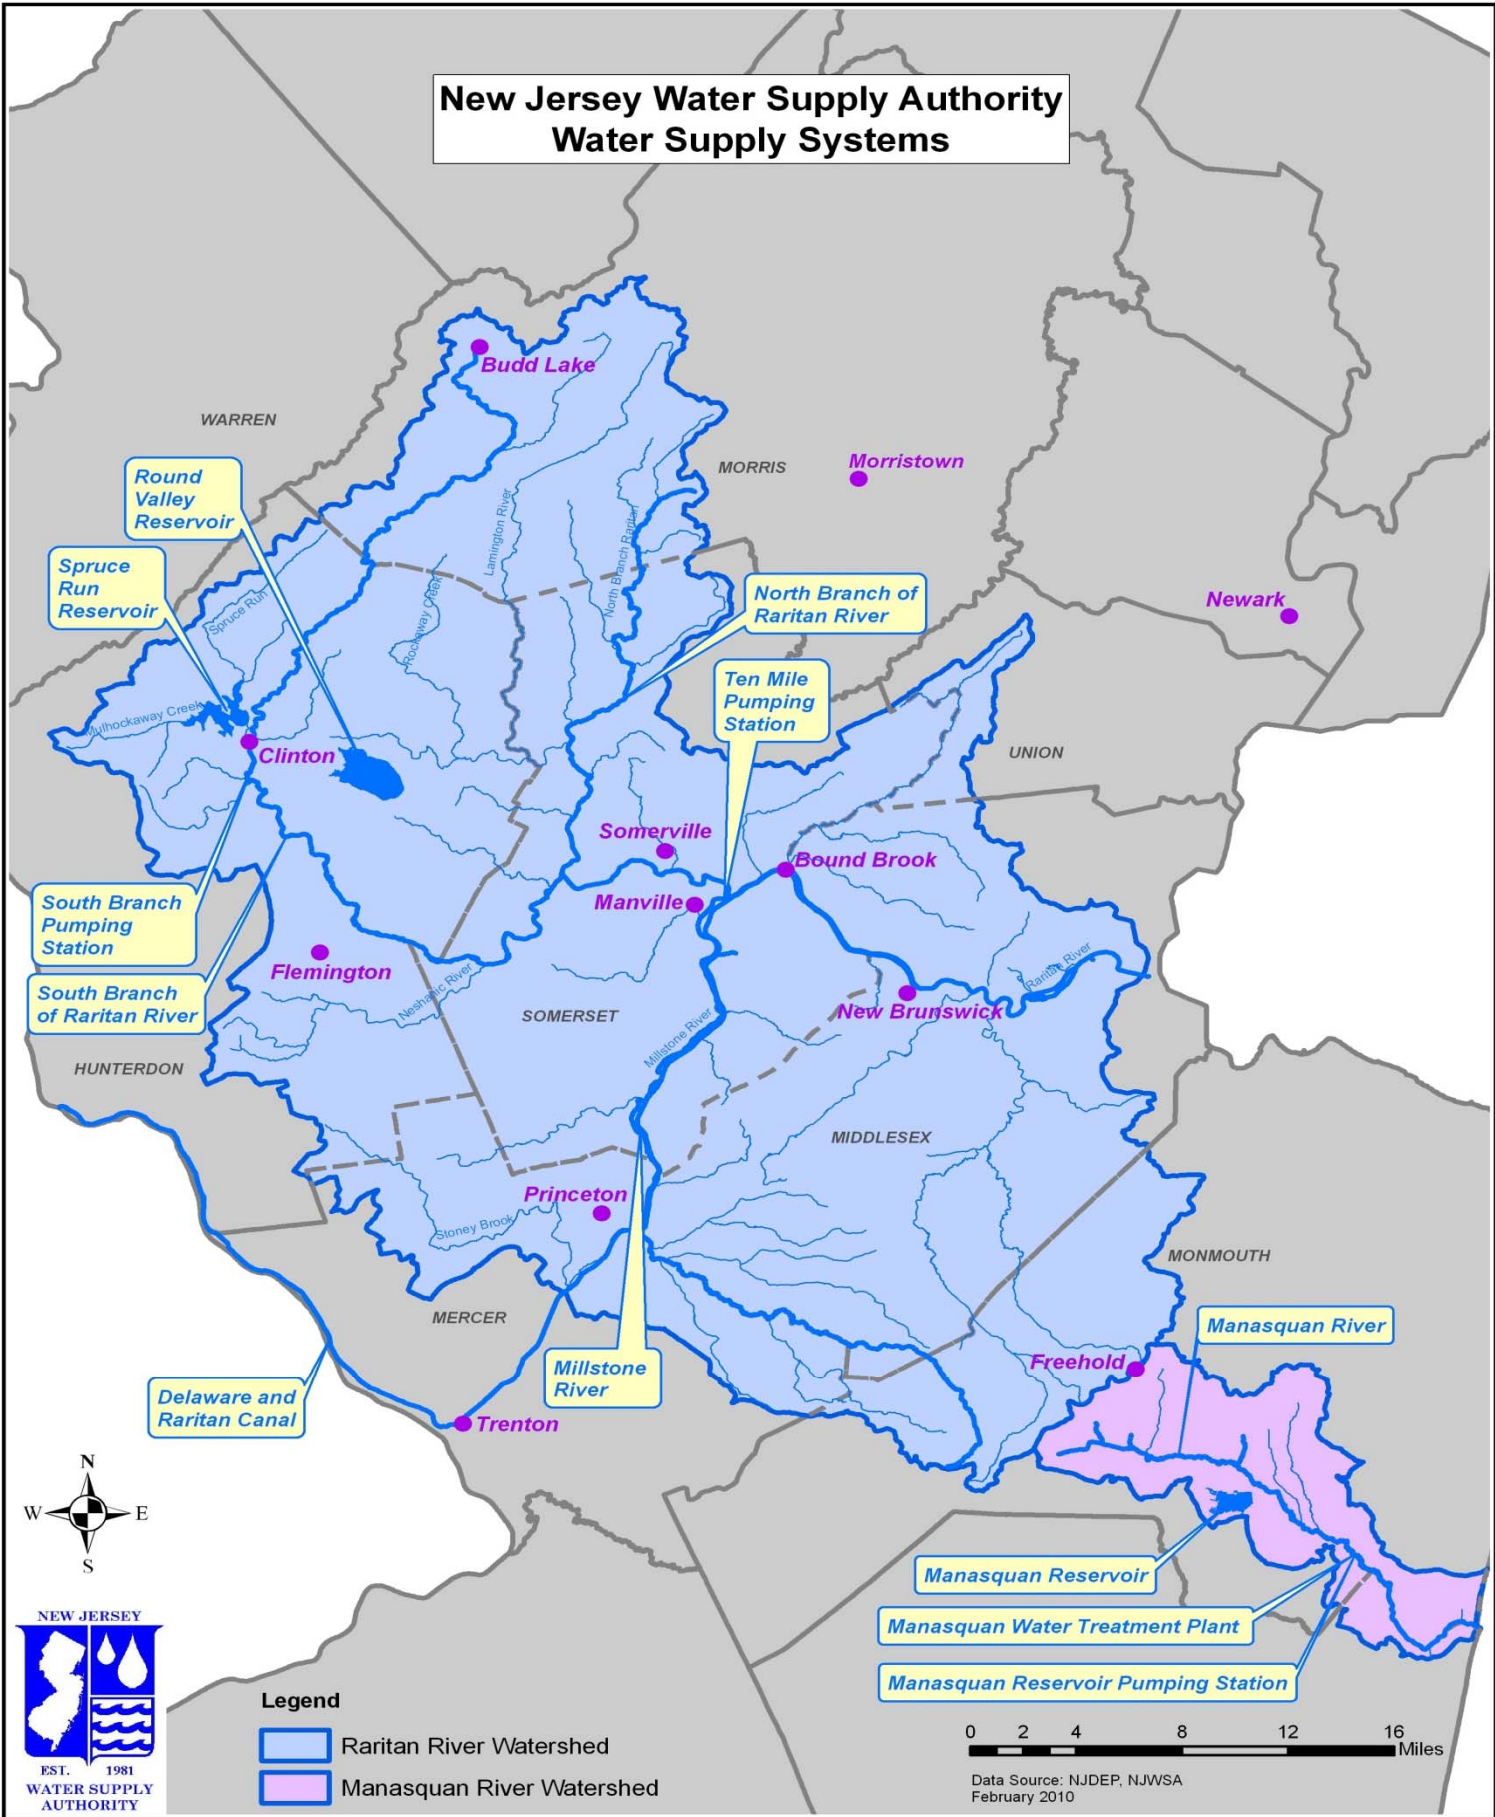 New Jersey Water Supply Authority
Water Supply Systems
Budd Lake
WARREN
MORRIS
Morristown
Round
Valley
Reservoir
Spruce
Run
Reservoir
Lamington River
North Branch Raritan
Rockaway Creek
Spruce Run
North Branch of
Raritan River
Newark
Ten Mile
Pumping
Station
Mulhockaway Creek
Clinton
UNION
Somerville
Bound Brook
Manville
South Branch
Pumping
Station
Flemington
South Branch
of Raritan River
Neshanic River
Raritan River
New Brunswick
SOMERSET
Millstone River
HUNTERDON
MIDDLESEX
Princeton
Stoney Brook
MONMOUTH
MERCER
Manasquan River
Freehold
Millstone
River
Delaware and
Raritan Canal
Trenton
N
W
E
S
Manasquan Reservoir
Manasquan Water Treatment Plant
Manasquan Reservoir Pumping Station
NEW JERSEY
EST. 1981
WATER SUPPLY
AUTHORITY
Legend
Raritan River Watershed
Manasquan River Watershed
0 2 4 8 12 16
Miles
Data Source: NJDEP, NJWSA
February 2010